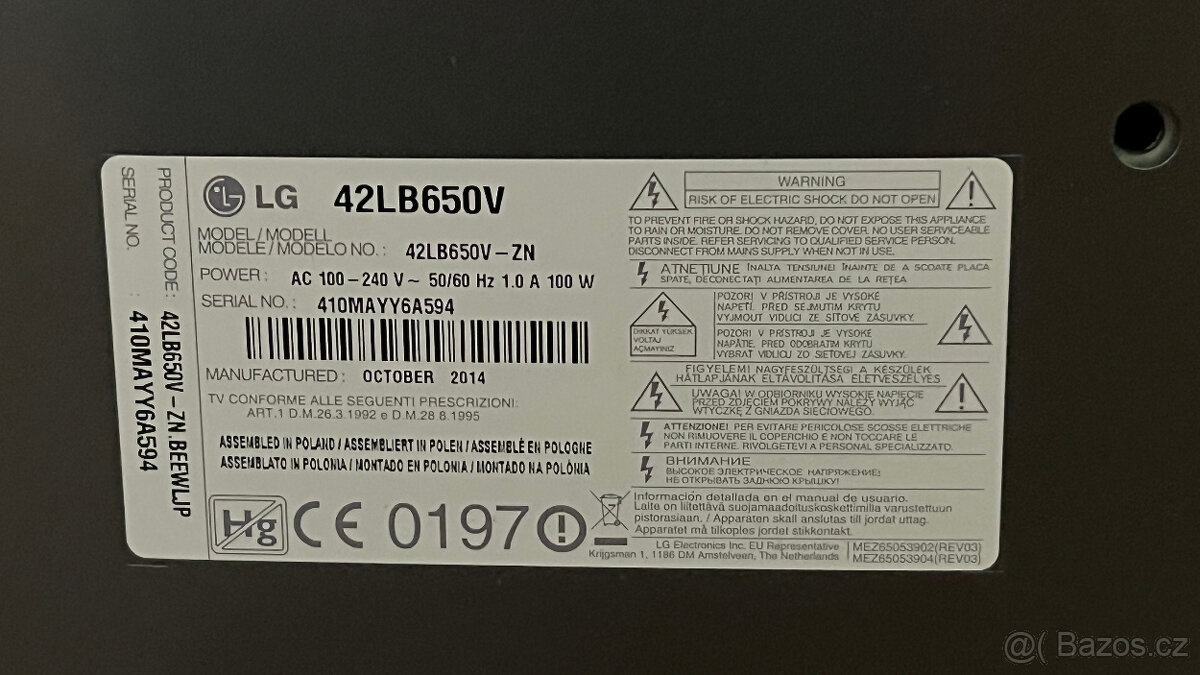 SERIAL NO. : 410MAYY6A594
PRODUCT CODE : 42LB650V-ZN.BEEWLJP
LG 42LB650V
MODEL / MODELL
MODELE / MODELO NO. : 42LB650V-ZN
POWER : AC 100-240 V~ 50/60 Hz 1.0 A 100 W
SERIAL NO. : 410MAYY6A594
MANUFACTURED : OCTOBER 2014
TV CONFORME ALLE SEGUENTI PRESCRIZIONI:
ART.1 D.M.26.3.1992 e D.M.28 8.1995
ASSEMBLED IN POLAND / ASSEMBLIERT IN POLEN / ASSEMBLÉ EN POLOGNE
ASSEMBLATO IN POLONIA / MONTADO EN POLONIA / MONTADO NA POLÔNIA
Hg CE 0197
WARNING
RISK OF ELECTRIC SHOCK DO NOT OPEN
TO PREVENT FIRE OR SHOCK HAZARD, DO NOT EXPOSE THIS APPLIANCE
TO RAIN OR MOISTURE. DO NOT REMOVE COVER. NO USER SERVICEABLE
PARTS INSIDE. REFER SERVICING TO QUALIFIED SERVICE PERSON.
DISCONNECT FROM MAINS SUPPLY WHEN NOT IN USE.
ATNEȚIUNE ÎNALTA TENSIUNE! ÎNAINTE DE A SCOATE PLACA
SPATE, DECONECTAȚI ALIMENTAREA DE LA REȚEA
DIKKAT YÜKSEK
VOLTAJ
AÇMAYINIZ
POZOR! V PŘÍSTROJI JE VYSOKÉ
NAPĚTÍ. PŘED SEJMUTIM KRYTU
VYJMOUT VIDLICI ZE SÍŤOVÉ ZÁSUVKY.
POZOR! V PRÍSTROJI JE VYSOKÉ
NAPÄTIE. PRED ODOBRATIM KRYTU
VYBRAŤ VIDLICU ZO SIEŤOVEJ ZÁSUVKY.
FIGYELEM! NAGYFESZÜLTSÉG! A KÉSZÜLÉK
HÁTLAPJÁNAK ELTÁVOLÍTÁSA ÉLETVESZÉLYES
UWAGA! W ODBIORNIKU WYSOKIE NAPIĘCIE
PRZED ZDJĘCIEM POKRYWY NALEŻY WYJĄĆ
WTYCZKĘ Z GNIAZDA SIECIOWEGO.
ATTENZIONE! PER EVITARE PERICOLOSE SCOSSE ELETTRICHE
NON RIMUOVERE IL COPERCHIO E NON TOCCARE LE
PARTI INTERNE. RIVOLGETEVI A PERSONAL SPECIALIZZATO.
ВНИМАНИЕ
ВЫСОКОЕ ЭЛЕКТРИЧЕСКОЕ НАПРЯЖЕНИЕ!
НЕ ОТКРЫВАТЬ ЗАДНЮЮ КРЫШКУ!
Información detallada en el manual de usuario.
Laite on liitettävä suojamaadoituskoskettimilla varustettuun
pistorasiaan. / Apparaten skall anslutas till jordat uttag.
Apparatet må tilkoples jordet stikkontakt.
LG Electronics Inc. EU Representative
Krijgsman 1, 1186 DM Amstelveen, The Netherlands
MEZ65053902(REV03)
MEZ65053904(REV03)
@( Bazos.cz